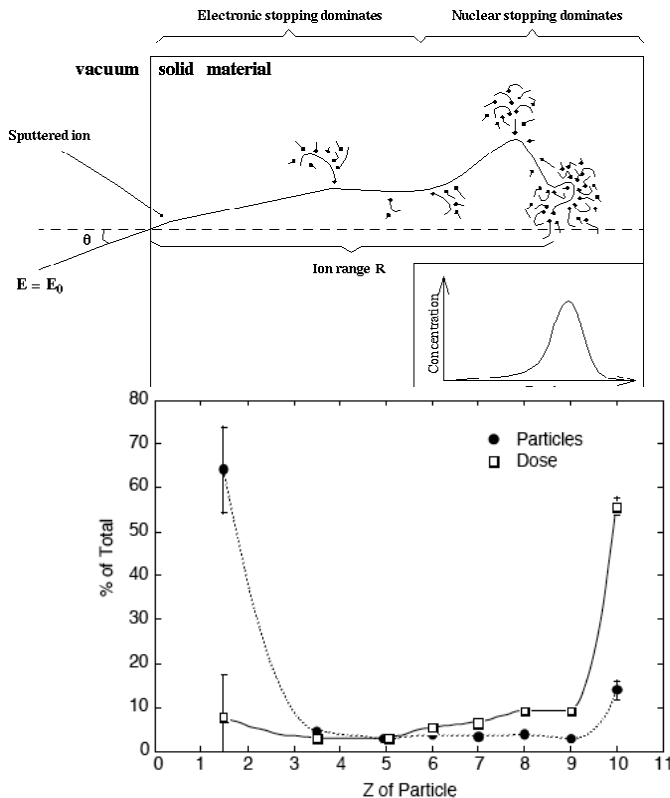 Electronic stopping dominates Nuclear stopping dominates
vacuum solid material
Sputtered ion
θ
E = E0
Ion range R
Concentration
80
70
60
50
40
30
20
10
0
% of Total
Particles
Dose
0 1 2 3 4 5 6 7 8 9 10 11
Z of Particle